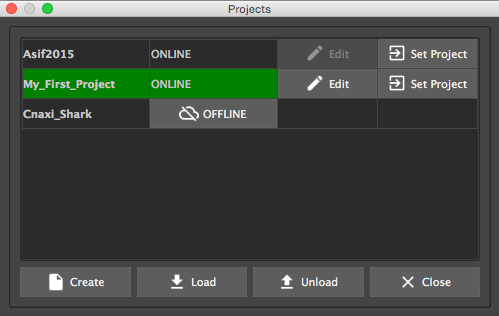 Projects
Asif2015 ONLINE Edit Set Project
My_First_Project ONLINE Edit Set Project
Cnaxi_Shark OFFLINE
Create Load Unload Close